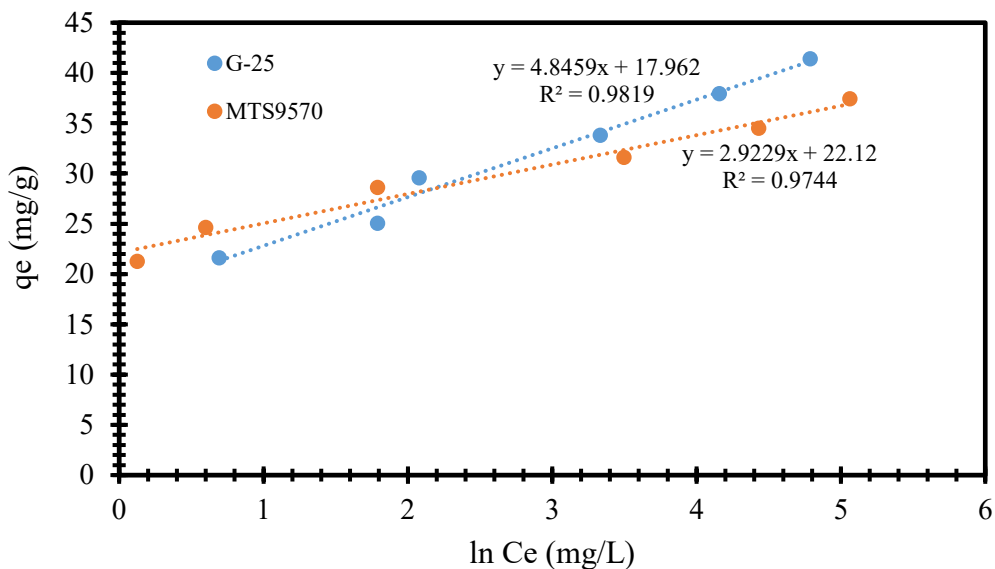 45
40
35
30
25
20
15
10
5
0
qe (mg/g)
G-25
MTS9570
y = 4.8459x + 17.962
R² = 0.9819
y = 2.9229x + 22.12
R² = 0.9744
0 1 2 3 4 5 6
ln Ce (mg/L)